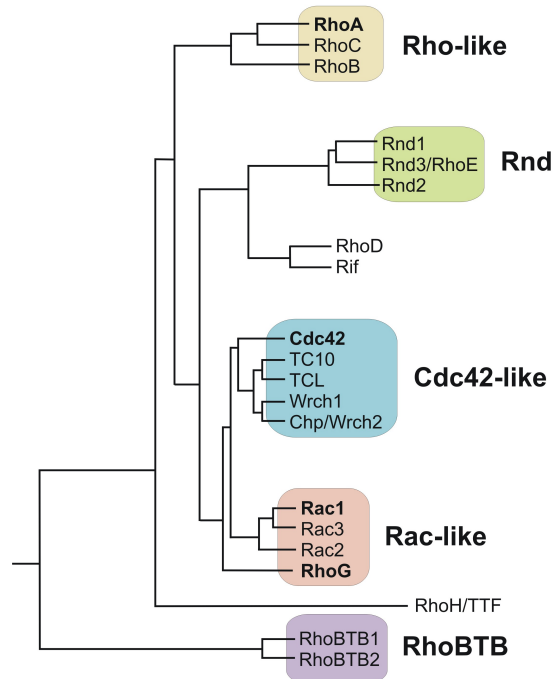 RhoA
RhoC
RhoB
Rho-like
Rnd1
Rnd3/RhoE
Rnd2
Rnd
RhoD
Rif
Cdc42
TC10
TCL
Wrch1
Chp/Wrch2
Cdc42-like
Rac1
Rac3
Rac2
RhoG
Rac-like
RhoH/TTF
RhoBTB1
RhoBTB2
RhoBTB